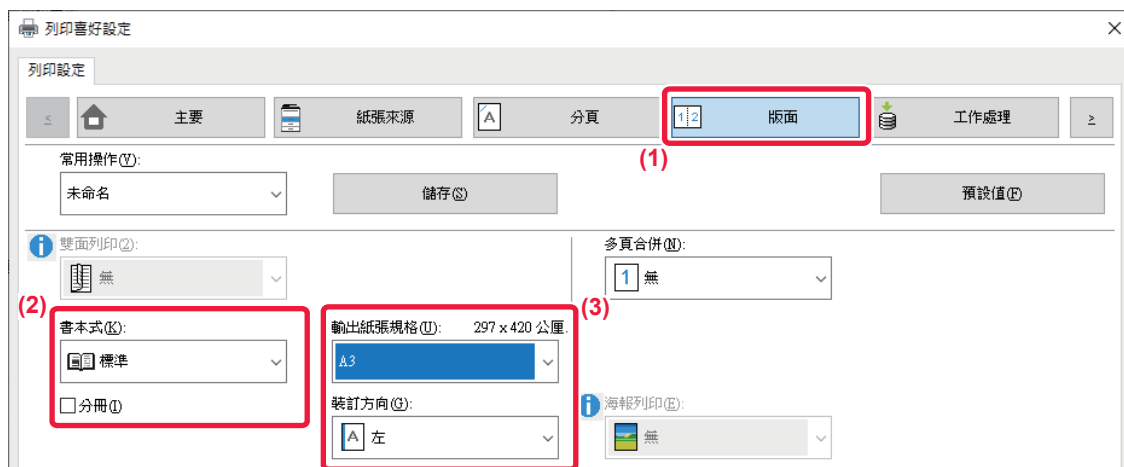 列印喜好設定
列印設定
< 主要 紙張來源 A 分頁 1 2 版面 工作處理 >
(1)
常用操作(Y):
未命名 儲存(S) 預設值(F)
雙面列印(2): 多頁合併(N):
無 1 無
(2) (3)
書本式(K): 輸出紙張規格(U): 297 x 420 公厘.
標準 A3
分冊(I) 裝訂方向(G): 海報列印(E):
A 左 無